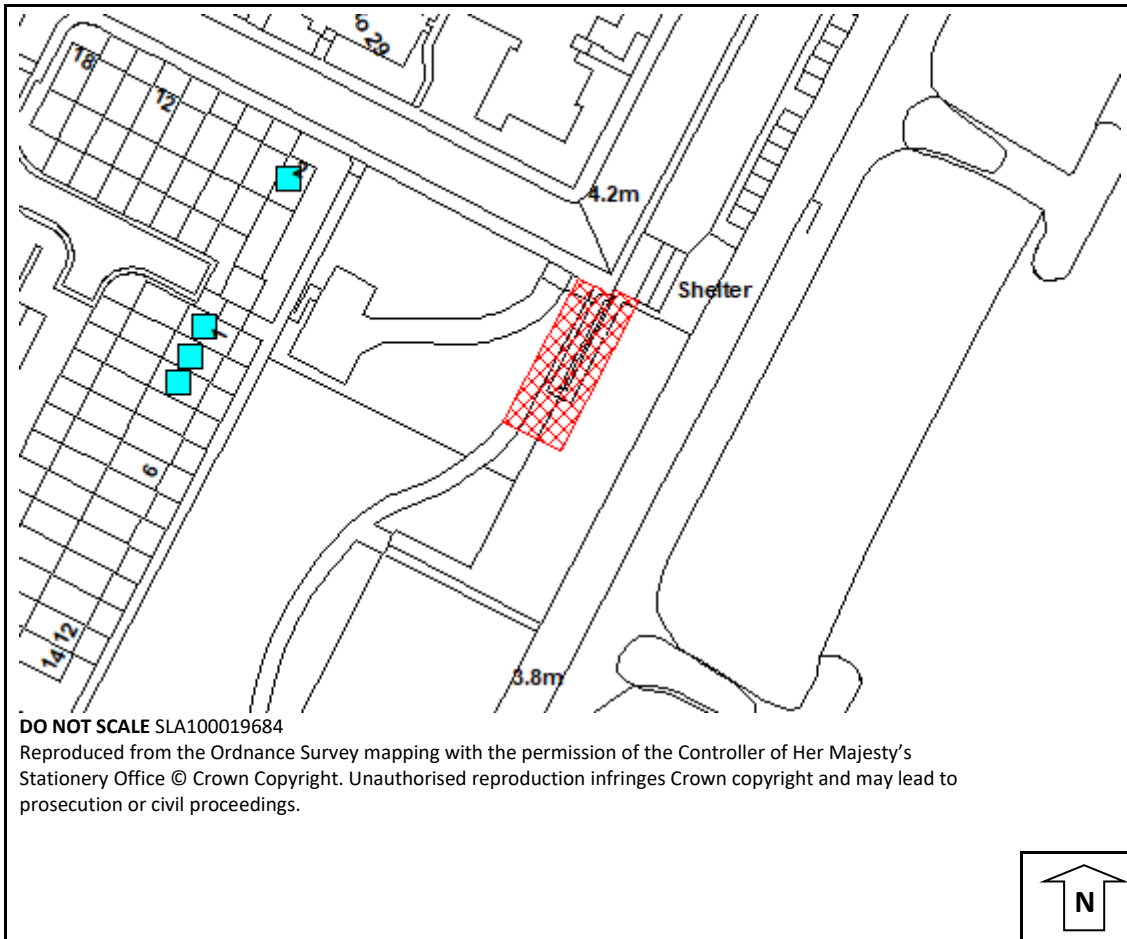 29
18
12
2
4.2m
Shelter
1
6
12
14
3.8m
DO NOT SCALE SLA100019684
Reproduced from the Ordnance Survey mapping with the permission of the Controller of Her Majesty's
Stationery Office © Crown Copyright. Unauthorised reproduction infringes Crown copyright and may lead to
prosecution or civil proceedings.
N